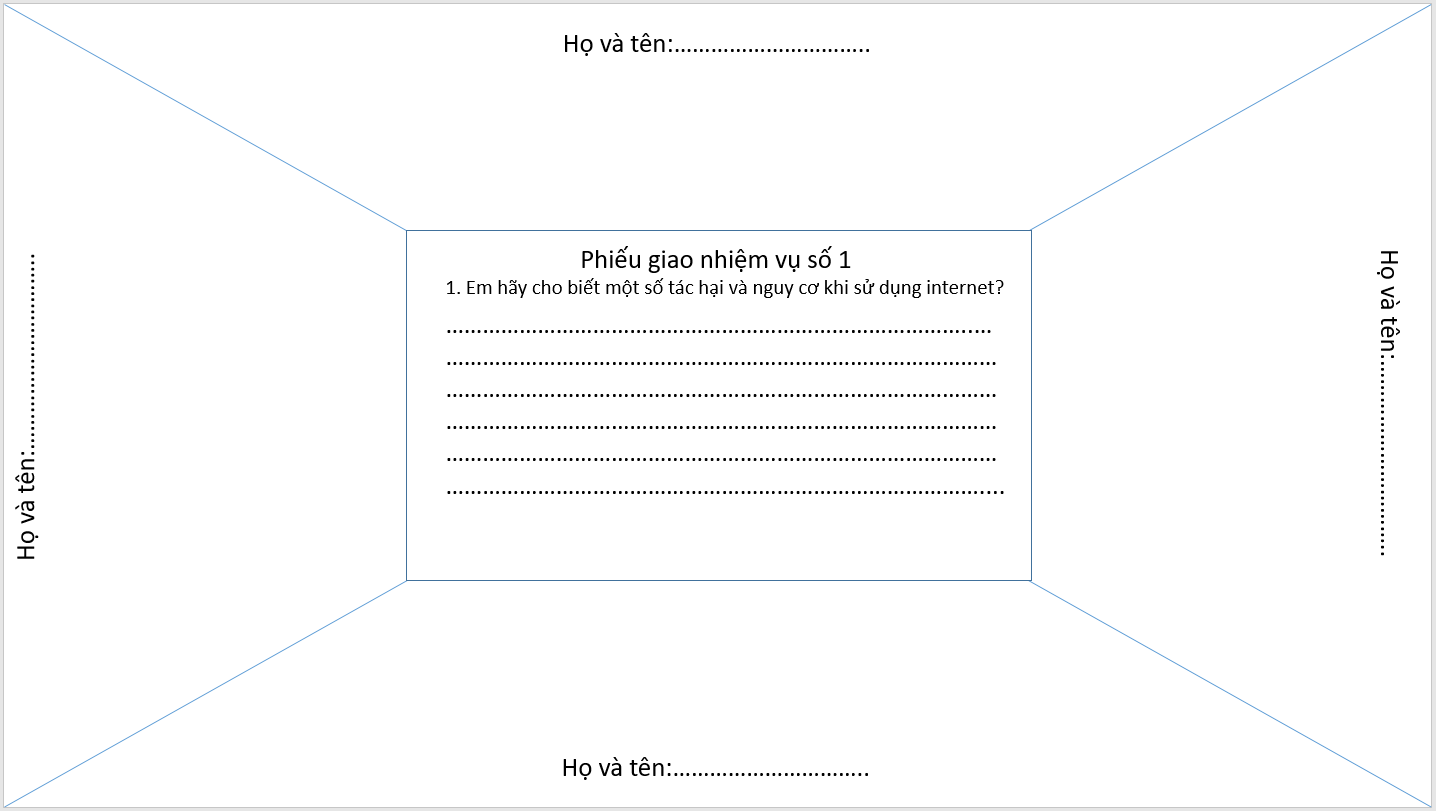 Họ và tên:…………………………..
Họ và tên:…………………………..
Họ và tên:…………………………..
Phiếu giao nhiệm vụ số 1
1. Em hãy cho biết một số tác hại và nguy cơ khi sử dụng internet?
…………………………………………………………………………..…
………………………………………………………………………………
………………………………………………………………………………
………………………………………………………………………………
………………………………………………………………………………
……………………………………………………………………………....
Họ và tên:…………………………..